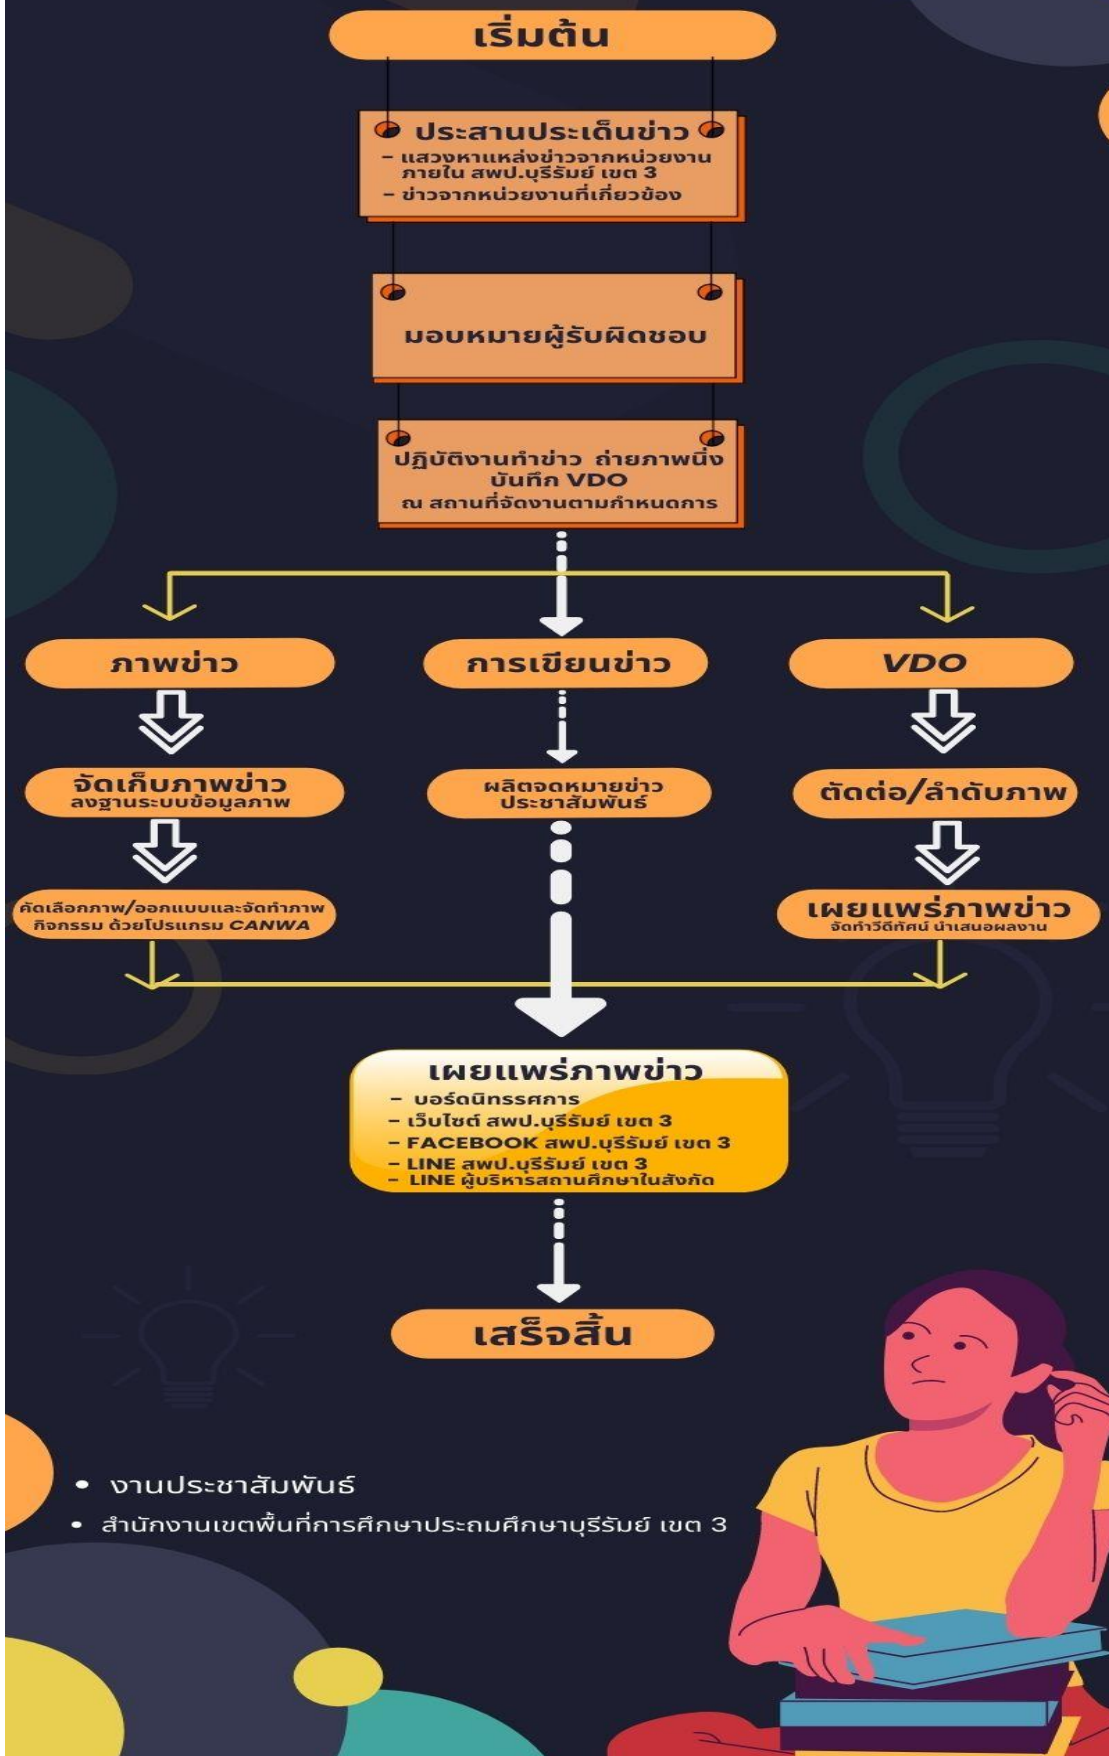 เริ่มต้น
ประสานประเด็นข่าว
- แสวงหาแหล่งข่าวจากหน่วยงาน
ภายใน สพป.บุรีรัมย์ เขต 3
- ข่าวจากหน่วยงานที่เกี่ยวข้อง
มอบหมายผู้รับผิดชอบ
ปฏิบัติงานทำข่าว ถ่ายภาพนิ่ง
บันทึก VDO
ณ สถานที่จัดงานตามกำหนดการ
ภาพข่าว
การเขียนข่าว
VDO
จัดเก็บภาพข่าว
ลงฐานระบบข้อมูลภาพ
ผลิตจดหมายข่าว
ประชาสัมพันธ์
ตัดต่อ/ลำดับภาพ
คัดเลือกภาพ/ออกแบบและจัดทำภาพ
กิจกรรม ด้วยโปรแกรม CANWA
เผยแพร่ภาพข่าว
จัดทำวีดีทัศน์ นำเสนอผลงาน
เผยแพร่ภาพข่าว
- บอร์ดนิทรรศการ
- เว็บไซต์ สพป.บุรีรัมย์ เขต 3
- FACEBOOK สพป.บุรีรัมย์ เขต 3
- LINE สพป.บุรีรัมย์ เขต 3
- LINE ผู้บริหารสถานศึกษาในสังกัด
เสร็จสิ้น
• งานประชาสัมพันธ์
• สำนักงานเขตพื้นที่การศึกษาประถมศึกษาบุรีรัมย์ เขต 3